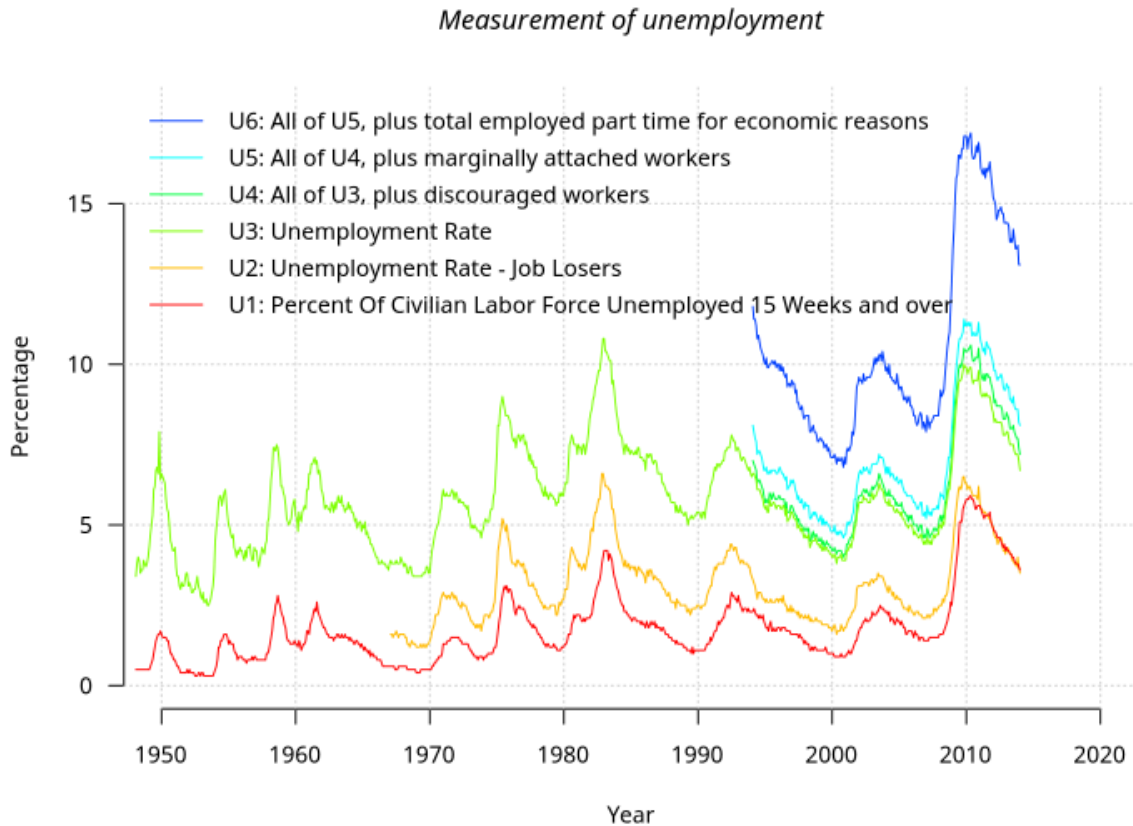 Measurement of unemployment
U6: All of U5, plus total employed part time for economic reasons
U5: All of U4, plus marginally attached workers
U4: All of U3, plus discouraged workers
U3: Unemployment Rate
U2: Unemployment Rate - Job Losers
U1: Percent Of Civilian Labor Force Unemployed 15 Weeks and over
Percentage
15
10
5
0
1950 1960 1970 1980 1990 2000 2010 2020
Year